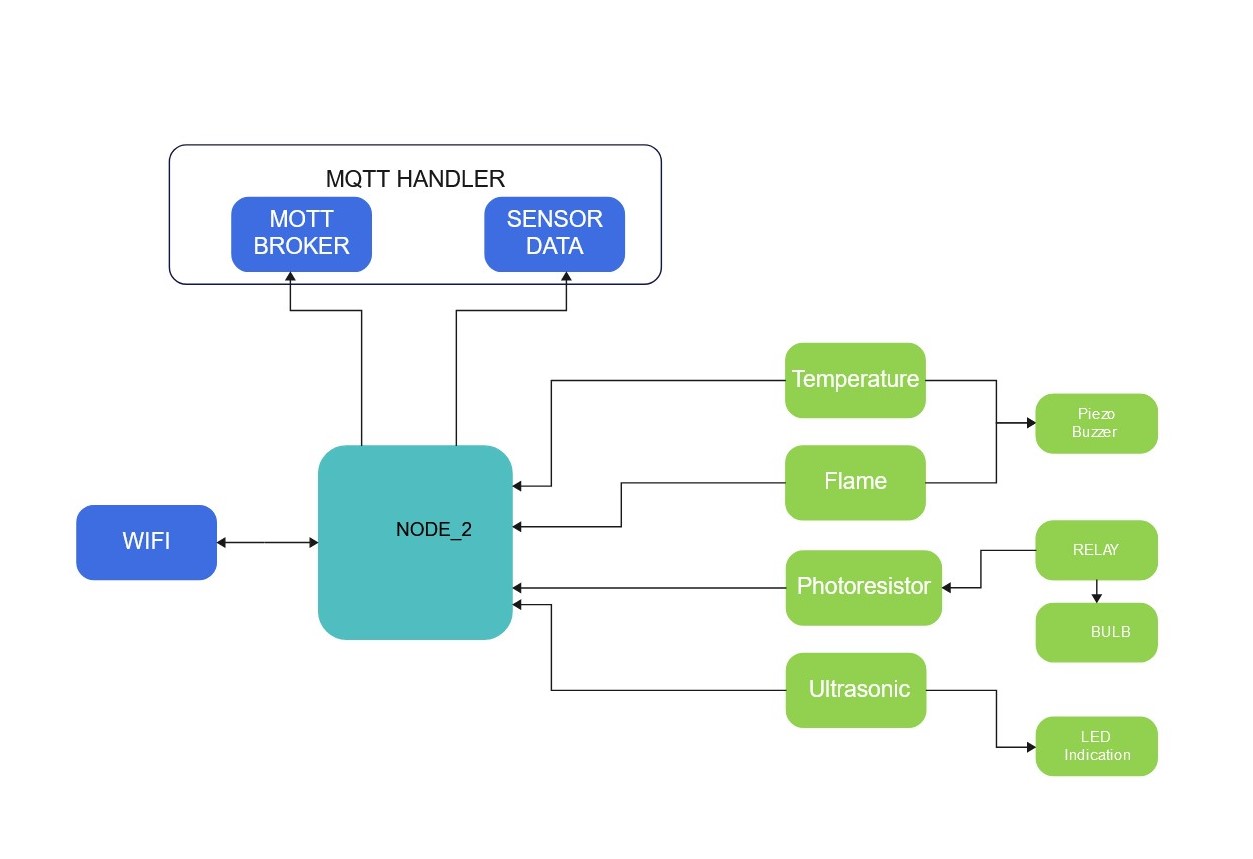 MQTT HANDLER
MOTT
BROKER
SENSOR
DATA
Temperature
Piezo
Buzzer
Flame
NODE_2
WIFI
RELAY
Photoresistor
BULB
Ultrasonic
LED
Indication